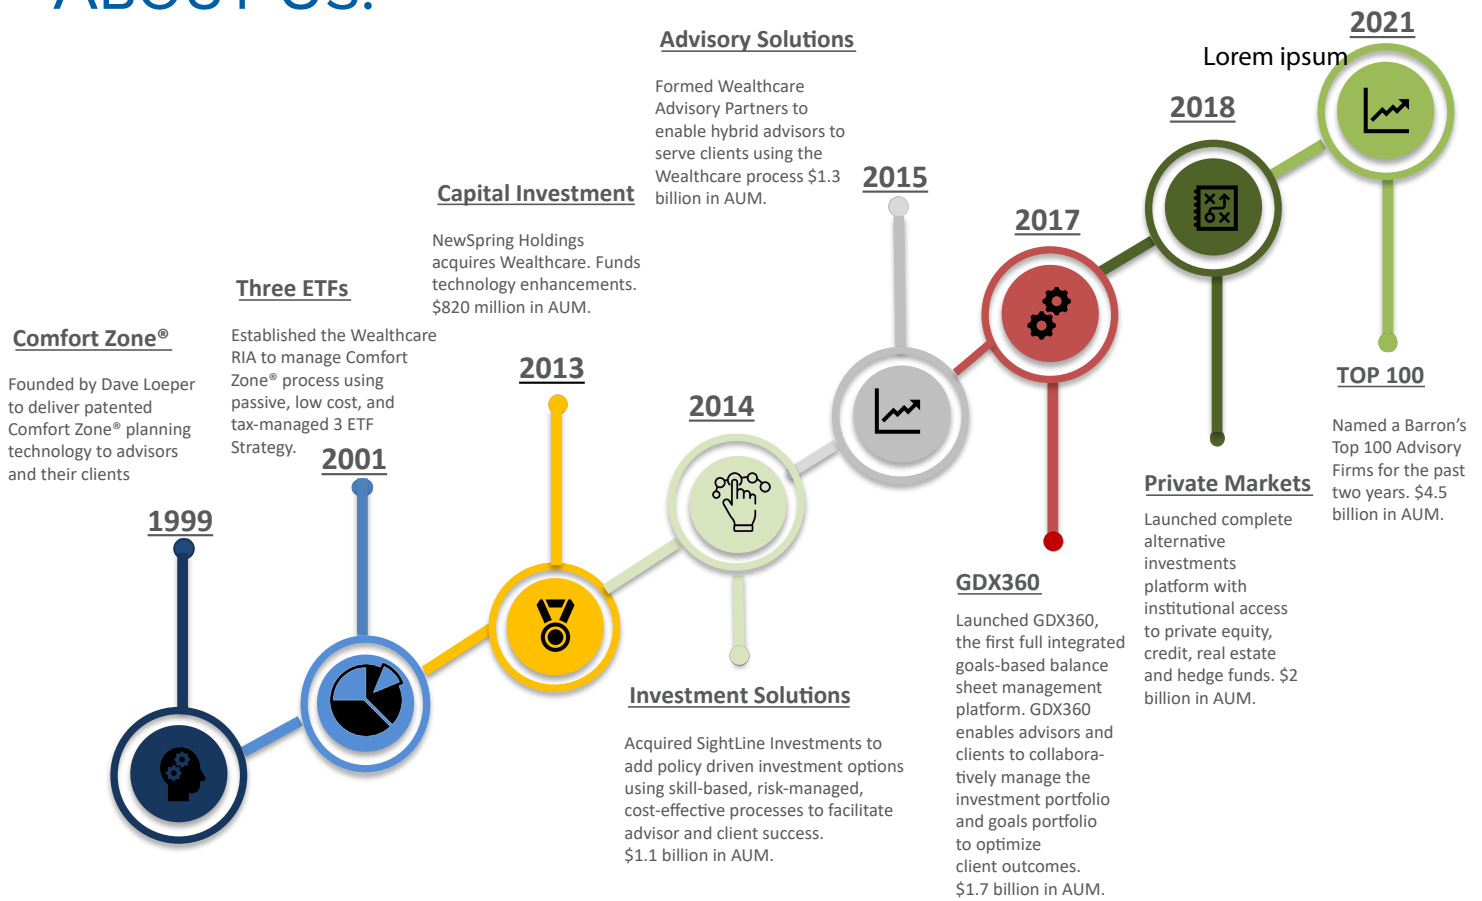 ABOUT US:
Comfort Zone®
Founded by Dave Loeper
to deliver patented
Comfort Zone® planning
technology to advisors
and their clients
1999
Three ETFs
Established the Wealthcare
RIA to manage Comfort
Zone® process using
passive, low cost, and
tax-managed 3 ETF
Strategy.
2001
Capital Investment
NewSpring Holdings
acquires Wealthcare. Funds
technology enhancements.
$820 million in AUM.
2013
2014
Investment Solutions
Acquired SightLine Investments to
add policy driven investment options
using skill-based, risk-managed,
cost-effective processes to facilitate
advisor and client success.
$1.1 billion in AUM.
Advisory Solutions
Formed Wealthcare
Advisory Partners to
enable hybrid advisors to
serve clients using the
Wealthcare process $1.3
billion in AUM.
2015
2017
GDX360
Launched GDX360,
the first full integrated
goals-based balance
sheet management
platform. GDX360
enables advisors and
clients to collabora-
tively manage the
investment portfolio
and goals portfolio
to optimize
client outcomes.
$1.7 billion in AUM.
2018
Private Markets
Launched complete
alternative
investments
platform with
institutional access
to private equity,
credit, real estate
and hedge funds. $2
billion in AUM.
2021
Lorem ipsum
TOP 100
Named a Barron's
Top 100 Advisory
Firms for the past
two years. $4.5
billion in AUM.